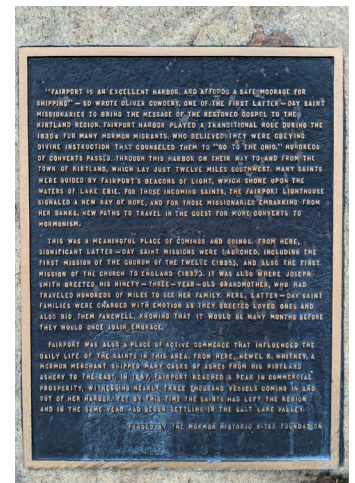 "FAIRPORT IS AN EXCELLENT HARBOR, AND AFFORDS A SAFE MOORAGE FOR
SHIPPING" – SO WROTE OLIVER COWDERY, ONE OF THE FIRST LATTER-DAY SAINT
MISSIONARIES TO BRING THE MESSAGE OF THE RESTORED GOSPEL TO THE
KIRTLAND REGION. FAIRPORT HARBOR PLAYED A TRANSITIONAL ROLE DURING THE
1830s FOR MANY MORMON MIGRANTS, WHO BELIEVED THEY WERE OBEYING
DIVINE INSTRUCTION THAT COUNSELED THEM TO "GO TO THE OHIO." HUNDREDS
OF CONVERTS PASSED THROUGH THIS HARBOR ON THEIR WAY TO AND FROM THE
TOWN OF KIRTLAND, WHICH LAY JUST TWELVE MILES SOUTHWEST. MANY SAINTS
WERE GUIDED BY FAIRPORT'S BEACONS OF LIGHT, WHICH SHONE UPON THE
WATERS OF LAKE ERIE. FOR THOSE INCOMING SAINTS, THE FAIRPORT LIGHTHOUSE
SIGNALED A NEW RAY OF HOPE, AND FOR THOSE MISSIONARIES EMBARKING FROM
HER BANKS, NEW PATHS TO TRAVEL IN THE QUEST FOR MORE CONVERTS TO
MORMONISM.
THIS WAS A MEANINGFUL PLACE OF COMINGS AND GOINGS. FROM HERE,
SIGNIFICANT LATTER-DAY SAINT MISSIONS WERE LAUNCHED, INCLUDING THE
FIRST MISSION OF THE QUORUM OF THE TWELVE (1835), AND ALSO THE FIRST
MISSION OF THE CHURCH TO ENGLAND (1837). IT WAS ALSO WHERE JOSEPH
SMITH GREETED HIS NINETY-THREE-YEAR-OLD GRANDMOTHER, WHO HAD
TRAVELED HUNDREDS OF MILES TO SEE HER FAMILY. HERE, LATTER-DAY SAINT
FAMILIES WERE CHARGED WITH EMOTION AS THEY GREETED LOVED ONES AND
ALSO BID THEM FAREWELL, KNOWING THAT IT WOULD BE MANY MONTHS BEFORE
THEY WOULD ONCE AGAIN EMBRACE.
FAIRPORT WAS ALSO A PLACE OF ACTIVE COMMERCE THAT INFLUENCED THE
DAILY LIFE OF THE SAINTS IN THIS AREA. FROM HERE, NEWEL K. WHITNEY, A
MORMON MERCHANT, SHIPPED MANY CASKS OF ASHES FROM HIS KIRTLAND
ASHERY TO THE EAST. IN 1847, FAIRPORT REACHED A PEAK IN COMMERCIAL
PROSPERITY, WITNESSING NEARLY THREE THOUSAND VESSELS COMING IN AND
OUT OF HER HARBOR. YET BY THIS TIME THE SAINTS HAD LEFT THE REGION
AND IN THE SAME YEAR HAD BEGUN SETTLING IN THE SALT LAKE VALLEY.
FUNDED BY THE MORMON HISTORIC SITES FOUNDATION